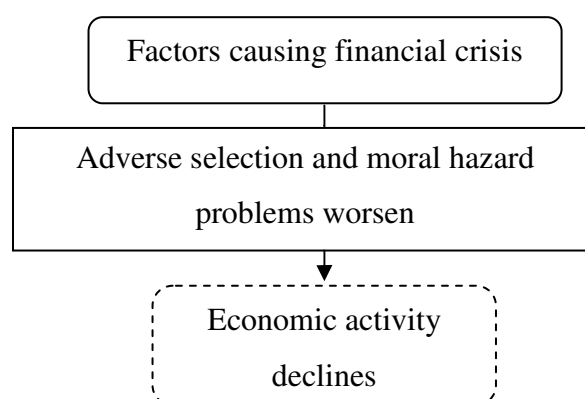 Factors causing financial crisis
Adverse selection and moral hazard
problems worsen
Economic activity
declines